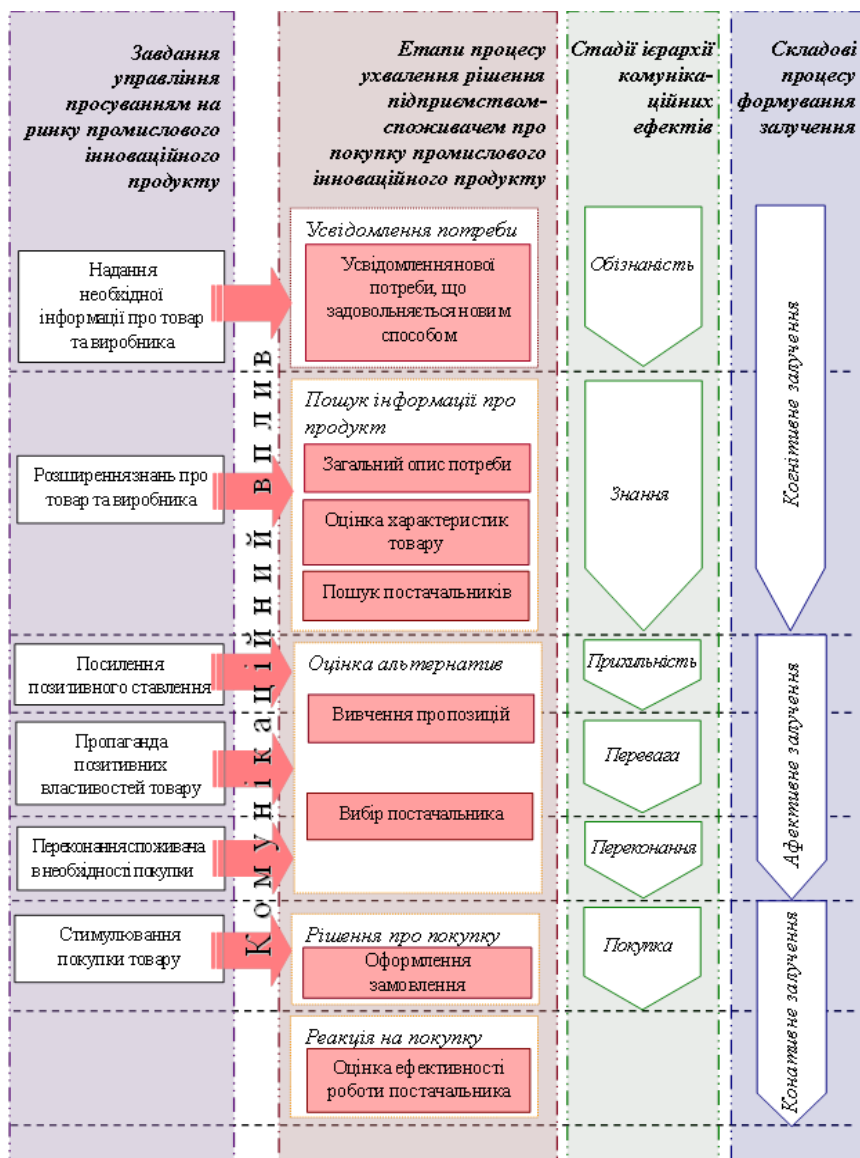 Завдання
управління
просуванням на
ринку промислового
інноваційного
продукту
Етапи процесу
ухвалення рішення
підприємством-
споживачем про
покупку промислового
інноваційного продукту
Стадії ієрархії
комуніка-
ційних
ефектів
Складові
процесу
формування
залучення
Надання
необхідної
інформації про товар
та виробника
Розширеннязнань про
товар та виробника
Посилення
позитивного ставлення
Пропаганда
позитивних
властивостей товару
Переконанняспоживача
в необхідності покупки
Стимулювання
покупки товару
Комунікаційний вплив
Усвідомлення потреби
Усвідомленнянової
потреби, що
задовольняється новим
способом
Пошук інформації про
продукт
Загальний опис потреби
Оцінка характеристик
товару
Пошук постачальників
Оцінка альтернатив
Вивчення пропозицій
Вибір постачальника
Рішення про покупку
Оформлення
замовлення
Реакція на покупку
Оцінка ефективності
роботи постачальника
Обізнаність
Знання
Прихильність
Перевага
Переконання
Покупка
Когнітивне залучення
Афективне залучення
Конативне залучення